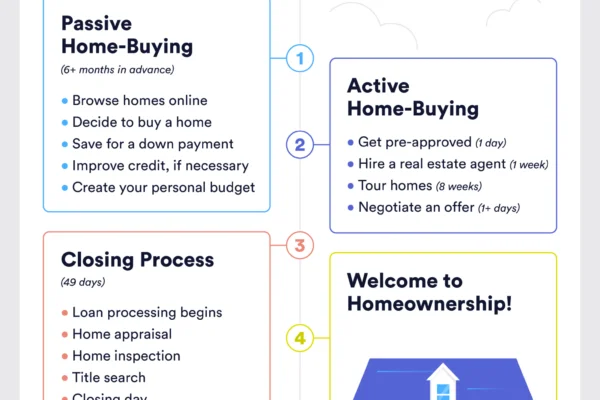 Passive
Home-Buying
(6+ months in advance)
• Browse homes online
• Decide to buy a home
• Save for a down payment
• Improve credit, if necessary
• Create your personal budget
1
Active
Home-Buying
• Get pre-approved (1 day)
• Hire a real estate agent (1 week)
• Tour homes (8 weeks)
• Negotiate an offer (1+ days)
2
Closing Process
(49 days)
• Loan processing begins
• Home appraisal
• Home inspection
• Title search
• Closing day
3
Welcome to
Homeownership!
4